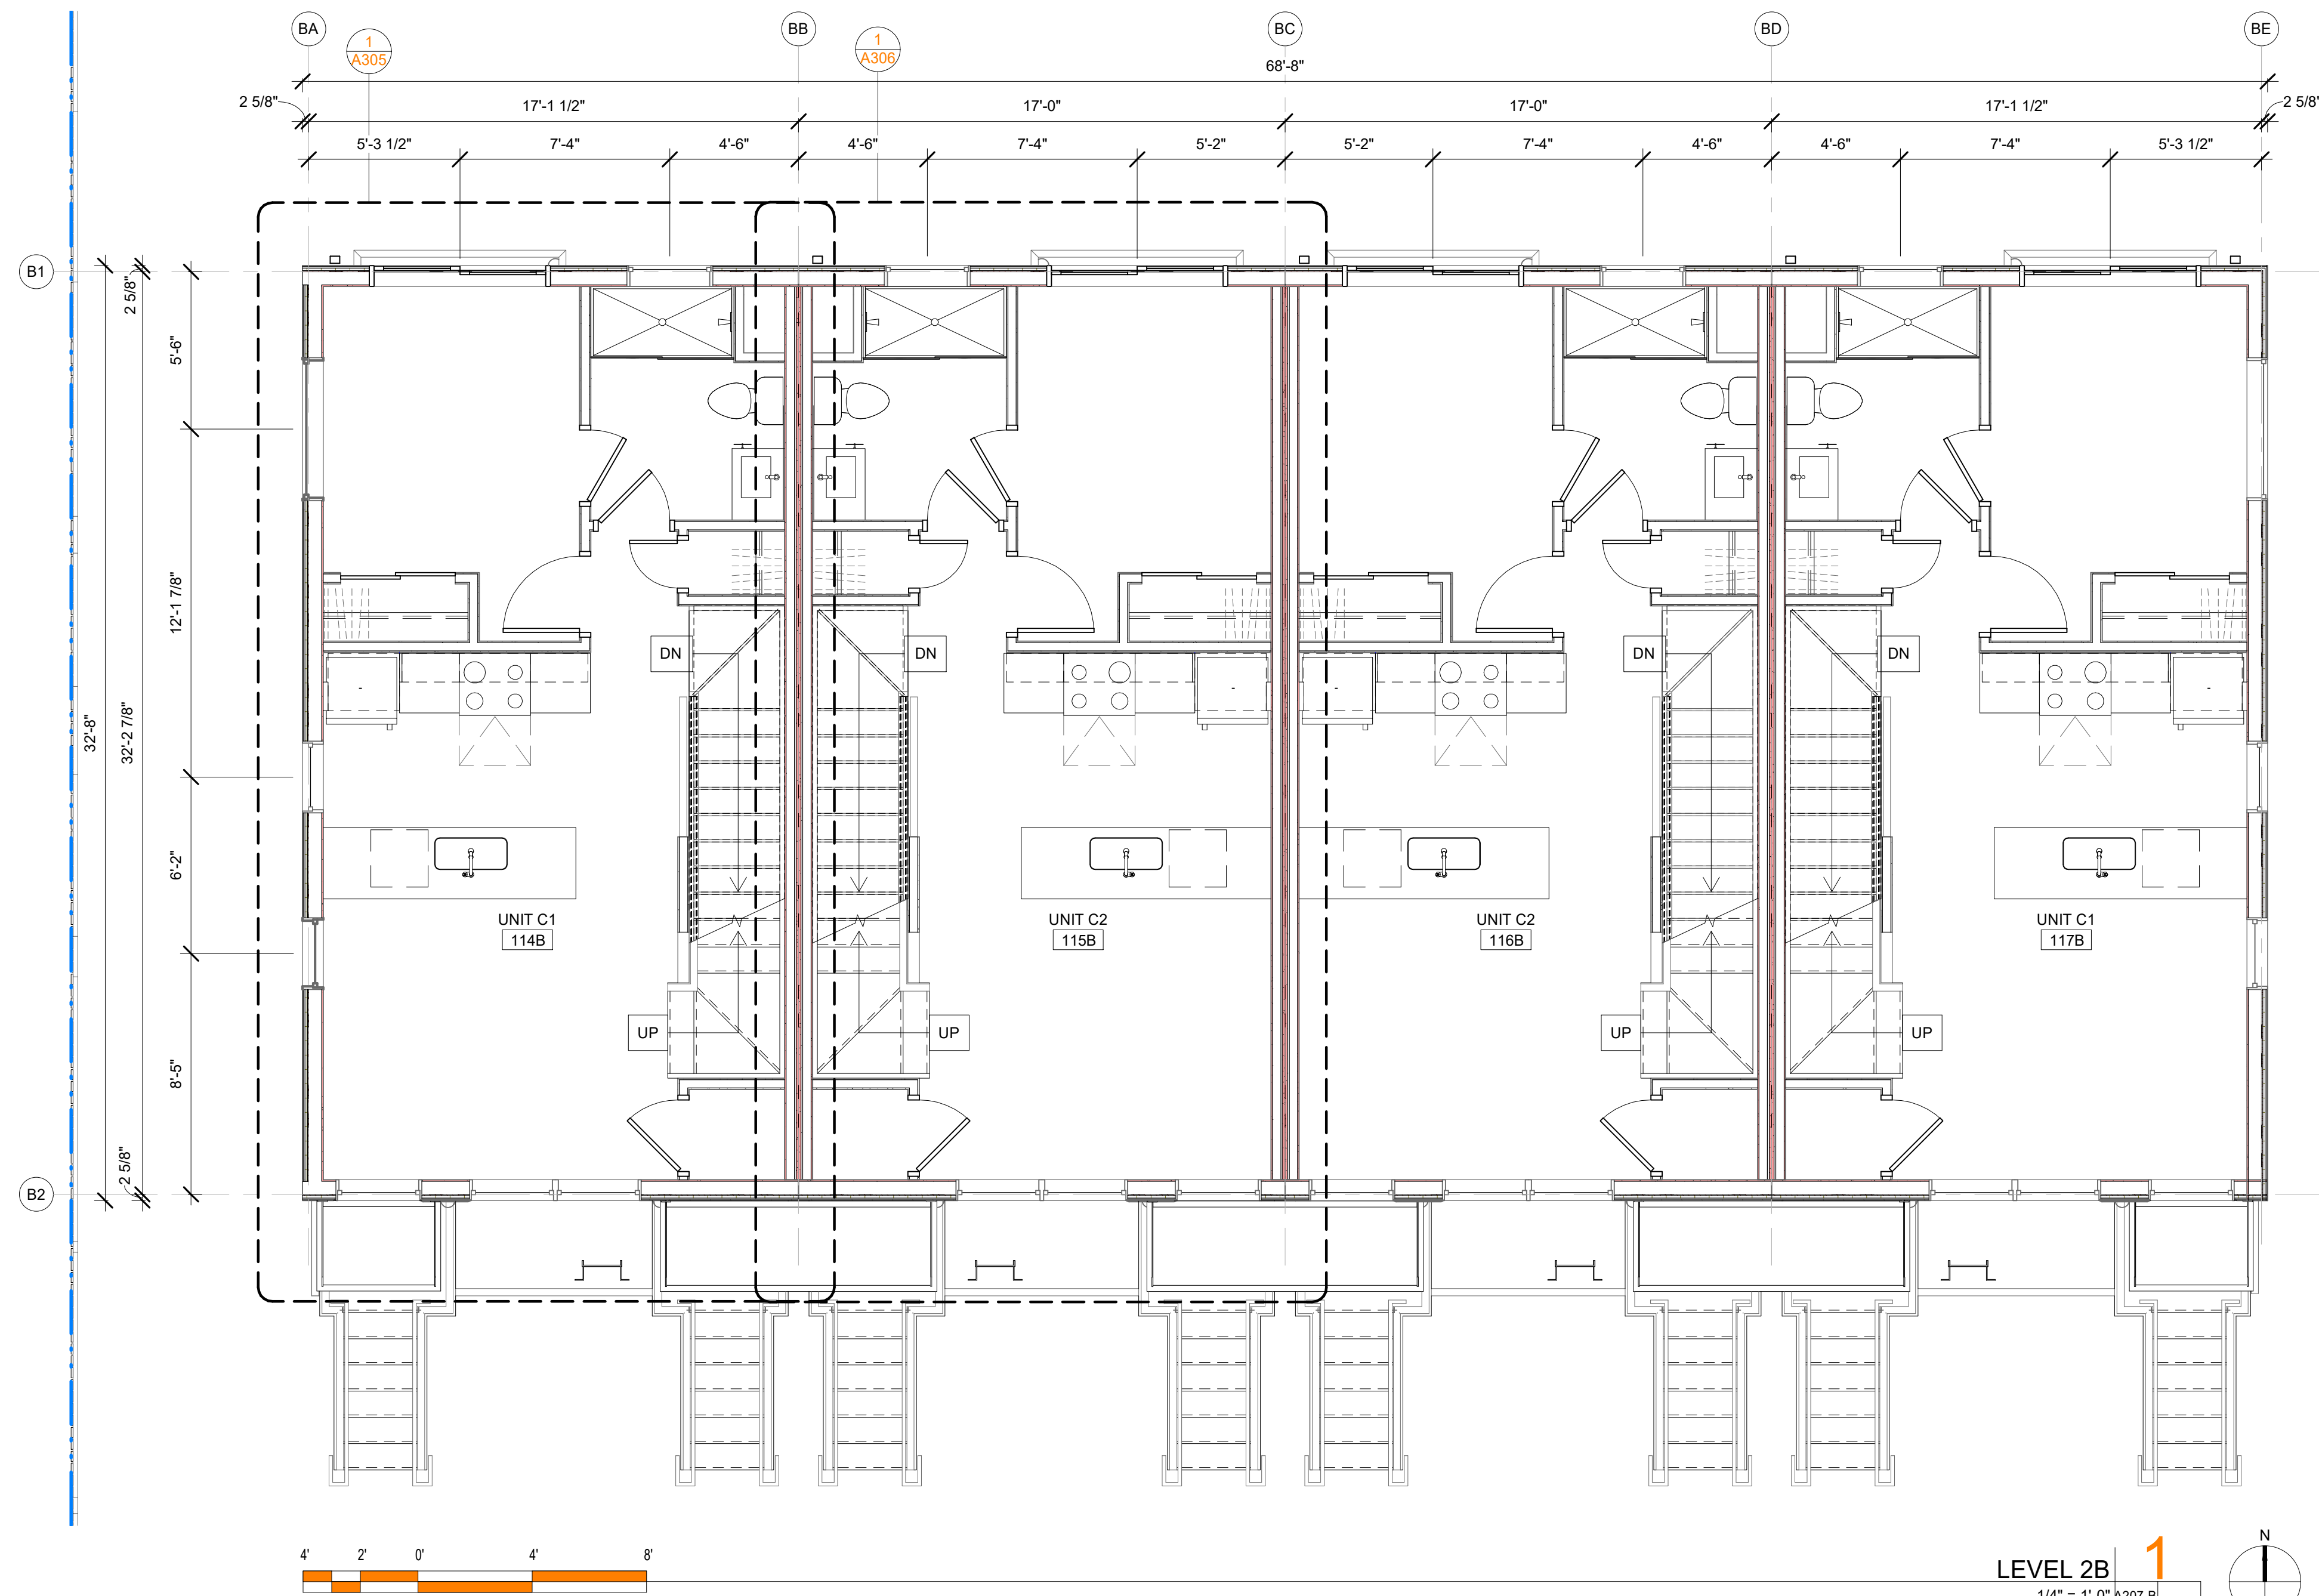 BA
BB
BC
BD
BE
1
A305
1
A306
68'-8"
2 5/8"
17'-1 1/2"
17'-0"
17'-0"
17'-1 1/2"
2 5/8"
5'-3 1/2"
7'-4"
4'-6"
4'-6"
7'-4"
5'-2"
5'-2"
7'-4"
4'-6"
4'-6"
7'-4"
5'-3 1/2"
B1
2 5/8"
5'-6"
12'-1 7/8"
32'-8"
32'-2 7/8"
6'-2"
8'-5"
2 5/8"
B2
DN
DN
DN
DN
UNIT C1
114B
UNIT C2
115B
UNIT C2
116B
UNIT C1
117B
UP
UP
UP
UP
4' 2' 0' 4' 8'
LEVEL 2B
1
1/4" = 1'-0"
A207.B
N